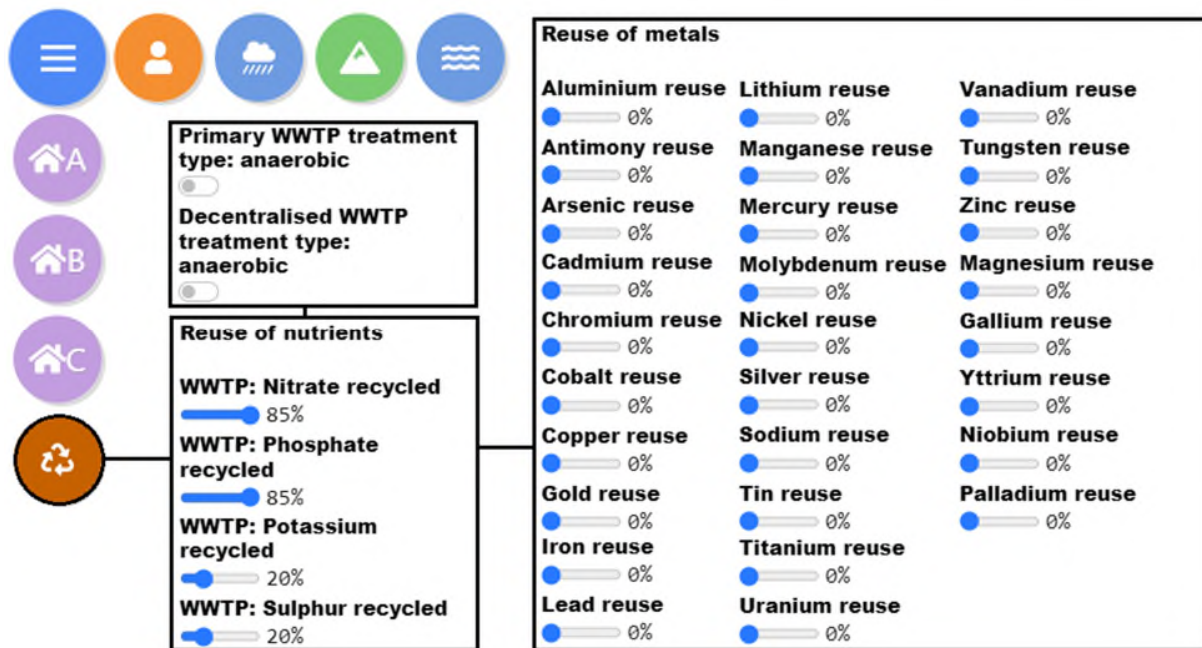 A
B
C
Primary WWTP treatment
type: anaerobic
Decentralised WWTP
treatment type:
anaerobic
Reuse of nutrients
WWTP: Nitrate recycled
85%
WWTP: Phosphate
recycled
85%
WWTP: Potassium
recycled
20%
WWTP: Sulphur recycled
20%
Reuse of metals
Aluminium reuse
0%
Antimony reuse
0%
Arsenic reuse
0%
Cadmium reuse
0%
Chromium reuse
0%
Cobalt reuse
0%
Copper reuse
0%
Gold reuse
0%
Iron reuse
0%
Lead reuse
0%
Lithium reuse
0%
Manganese reuse
0%
Mercury reuse
0%
Molybdenum reuse
0%
Nickel reuse
0%
Silver reuse
0%
Sodium reuse
0%
Tin reuse
0%
Titanium reuse
0%
Uranium reuse
0%
Vanadium reuse
0%
Tungsten reuse
0%
Zinc reuse
0%
Magnesium reuse
0%
Gallium reuse
0%
Yttrium reuse
0%
Niobium reuse
0%
Palladium reuse
0%